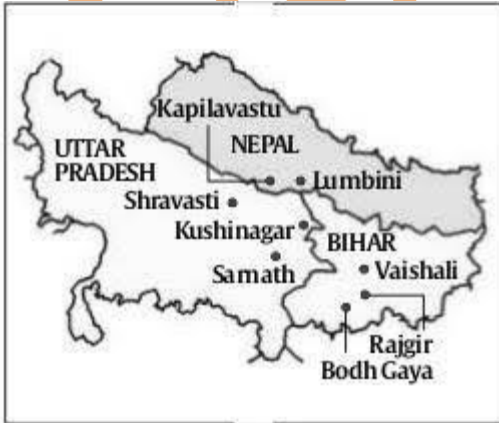 Kapilavastu
NEPAL
UTTAR
PRADESH
Lumbini
Shravasti
Kushinagar
BIHAR
Sarnath
Vaishali
Rajgir
Bodh Gaya